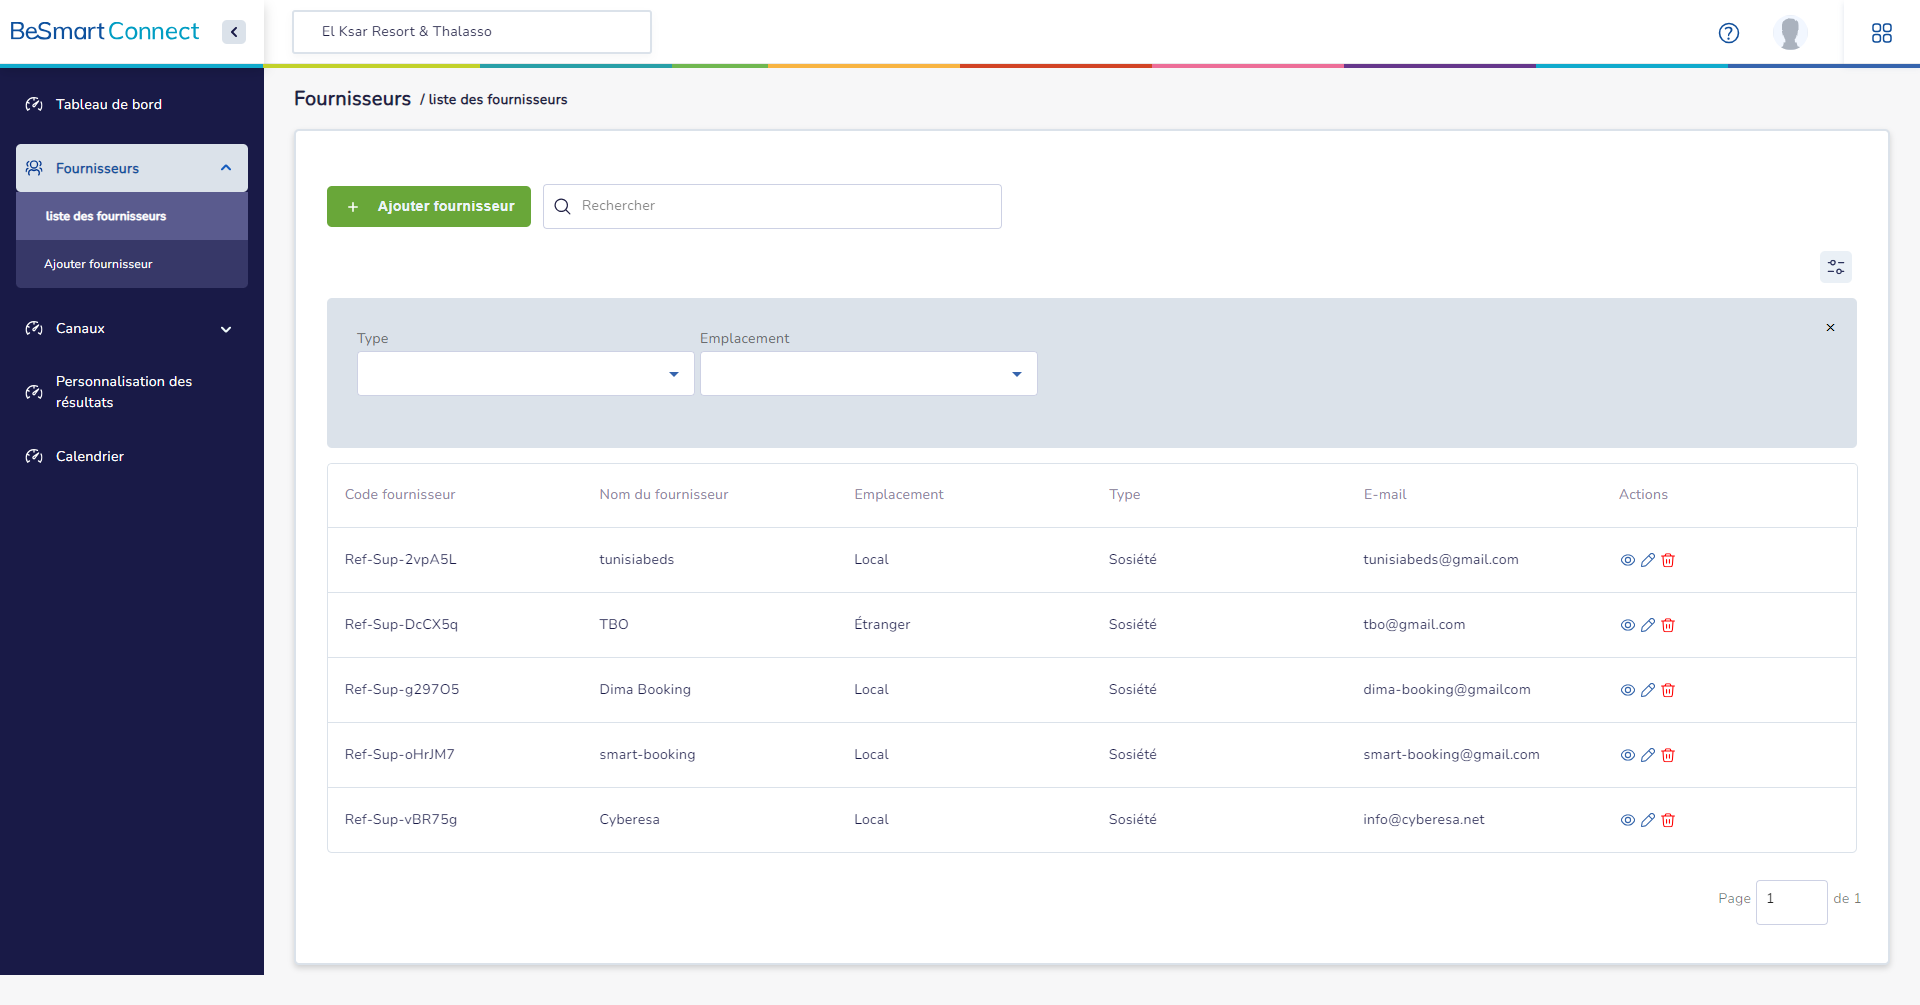 BeSmart Connect
El Ksar Resort & Thalasso
Tableau de bord
Fournisseurs
liste des fournisseurs
Ajouter fournisseur
Canaux
Personnalisation des
résultats
Calendrier
Fournisseurs / liste des fournisseurs
+ Ajouter fournisseur
Rechercher
Type
Emplacement
Code fournisseur Nom du fournisseur Emplacement Type E-mail Actions
Ref-Sup-2vpA5L tunisiabeds Local Sosiété tunisiabeds@gmail.com
Ref-Sup-DcCX5q TBO Étranger Sosiété tbo@gmail.com
Ref-Sup-g297O5 Dima Booking Local Sosiété dima-booking@gmailcom
Ref-Sup-oHrJM7 smart-booking Local Sosiété smart-booking@gmail.com
Ref-Sup-vBR75g Cyberesa Local Sosiété info@cyberesa.net
Page 1 de 1